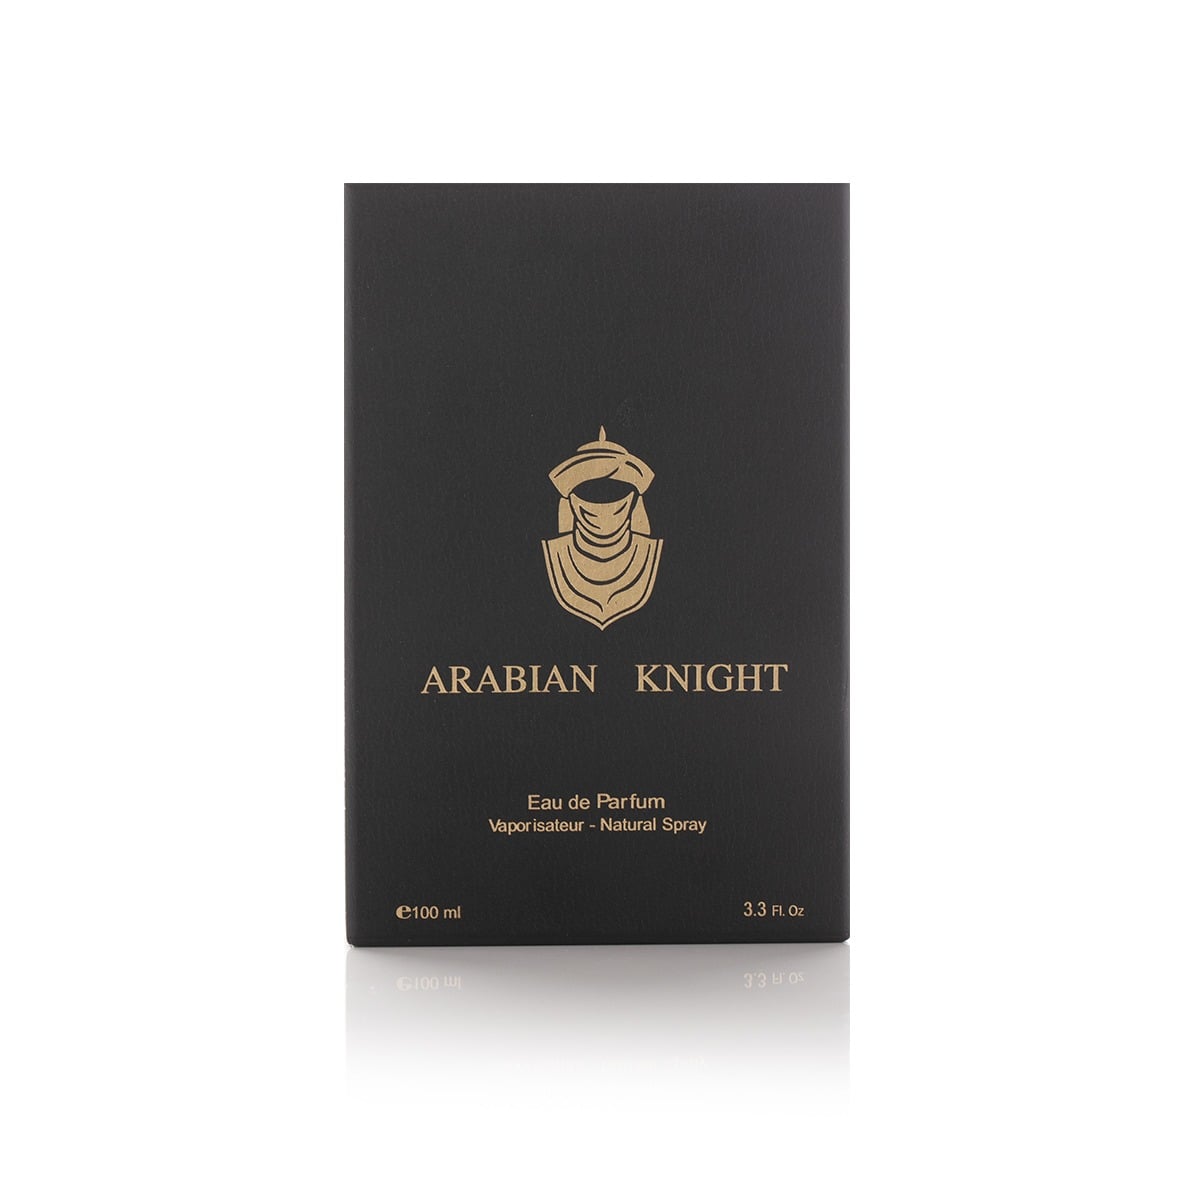 ARABIAN KNIGHT
Eau de Parfum
Vaporisateur - Natural Spray
℮100 ml
3.3 Fl. Oz